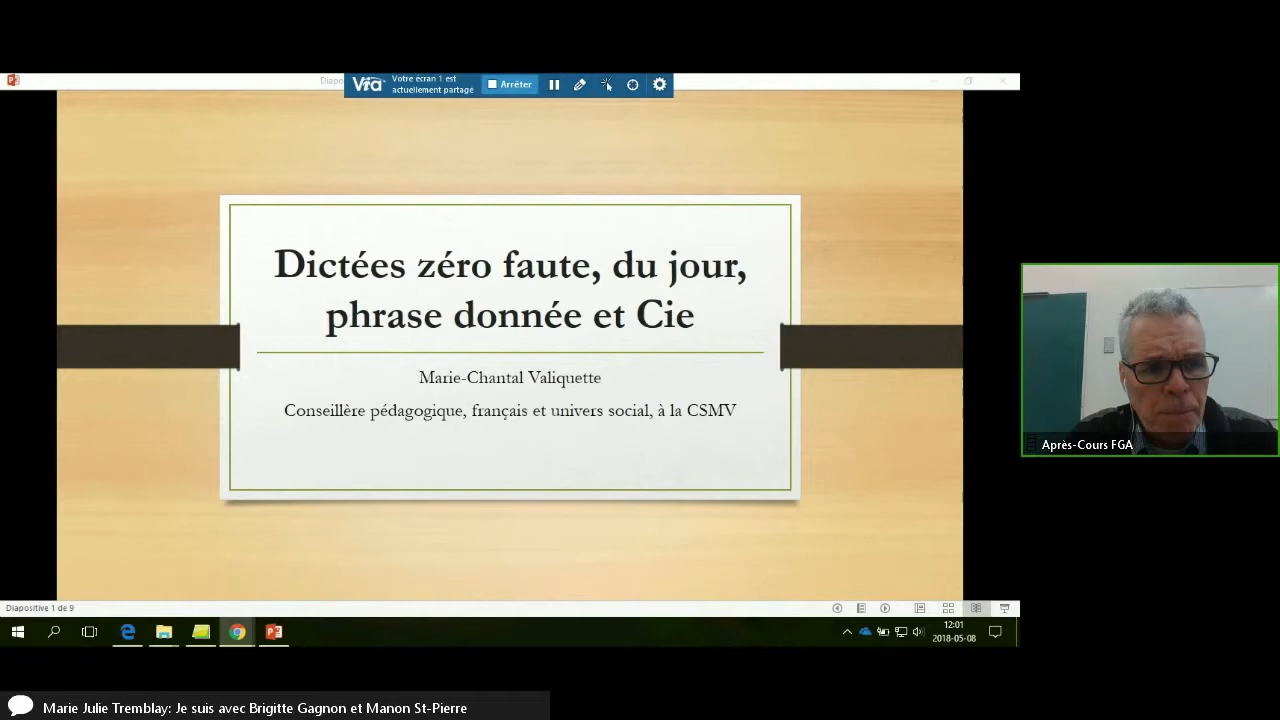 Diapo
Vía
Votre écran 1 est
actuellement partagé
Arrêter
Dictées zéro faute, du jour,
phrase donnée et Cie
Marie-Chantal Valiquette
Conseillère pédagogique, français et univers social, à la CSMV
Après-Cours FGA
Diapositive 1 de 9
12:01
2018-05-08
Marie Julie Tremblay: Je suis avec Brigitte Gagnon et Manon St-Pierre